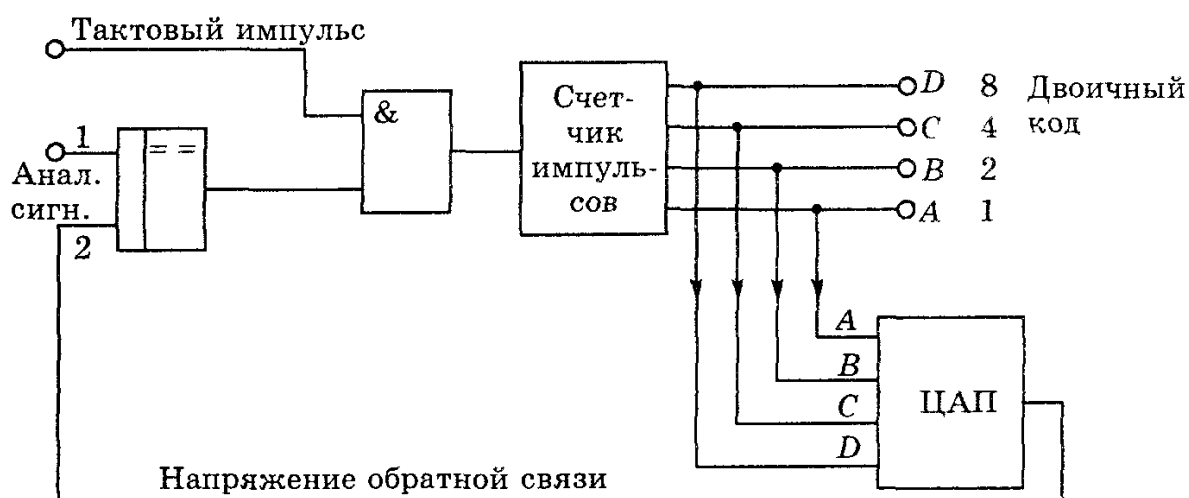 Тактовый импульс
&
1
==
Анал.
сигн.
2
Счет-
чик
импуль-
сов
D 8 Двоичный
код
C 4
B 2
A 1
A
B
C
D
ЦАП
Напряжение обратной связи